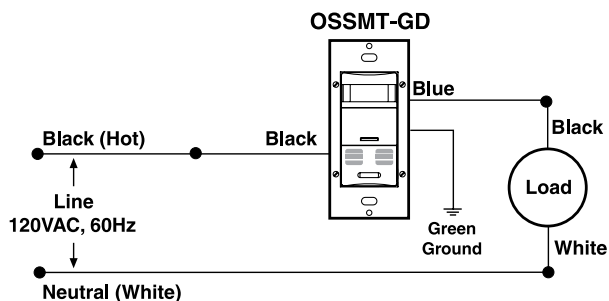 OSSMT-GD
Blue
Black (Hot)
Black
Black
Line
120VAC, 60Hz
Load
Green
Ground
White
Neutral (White)